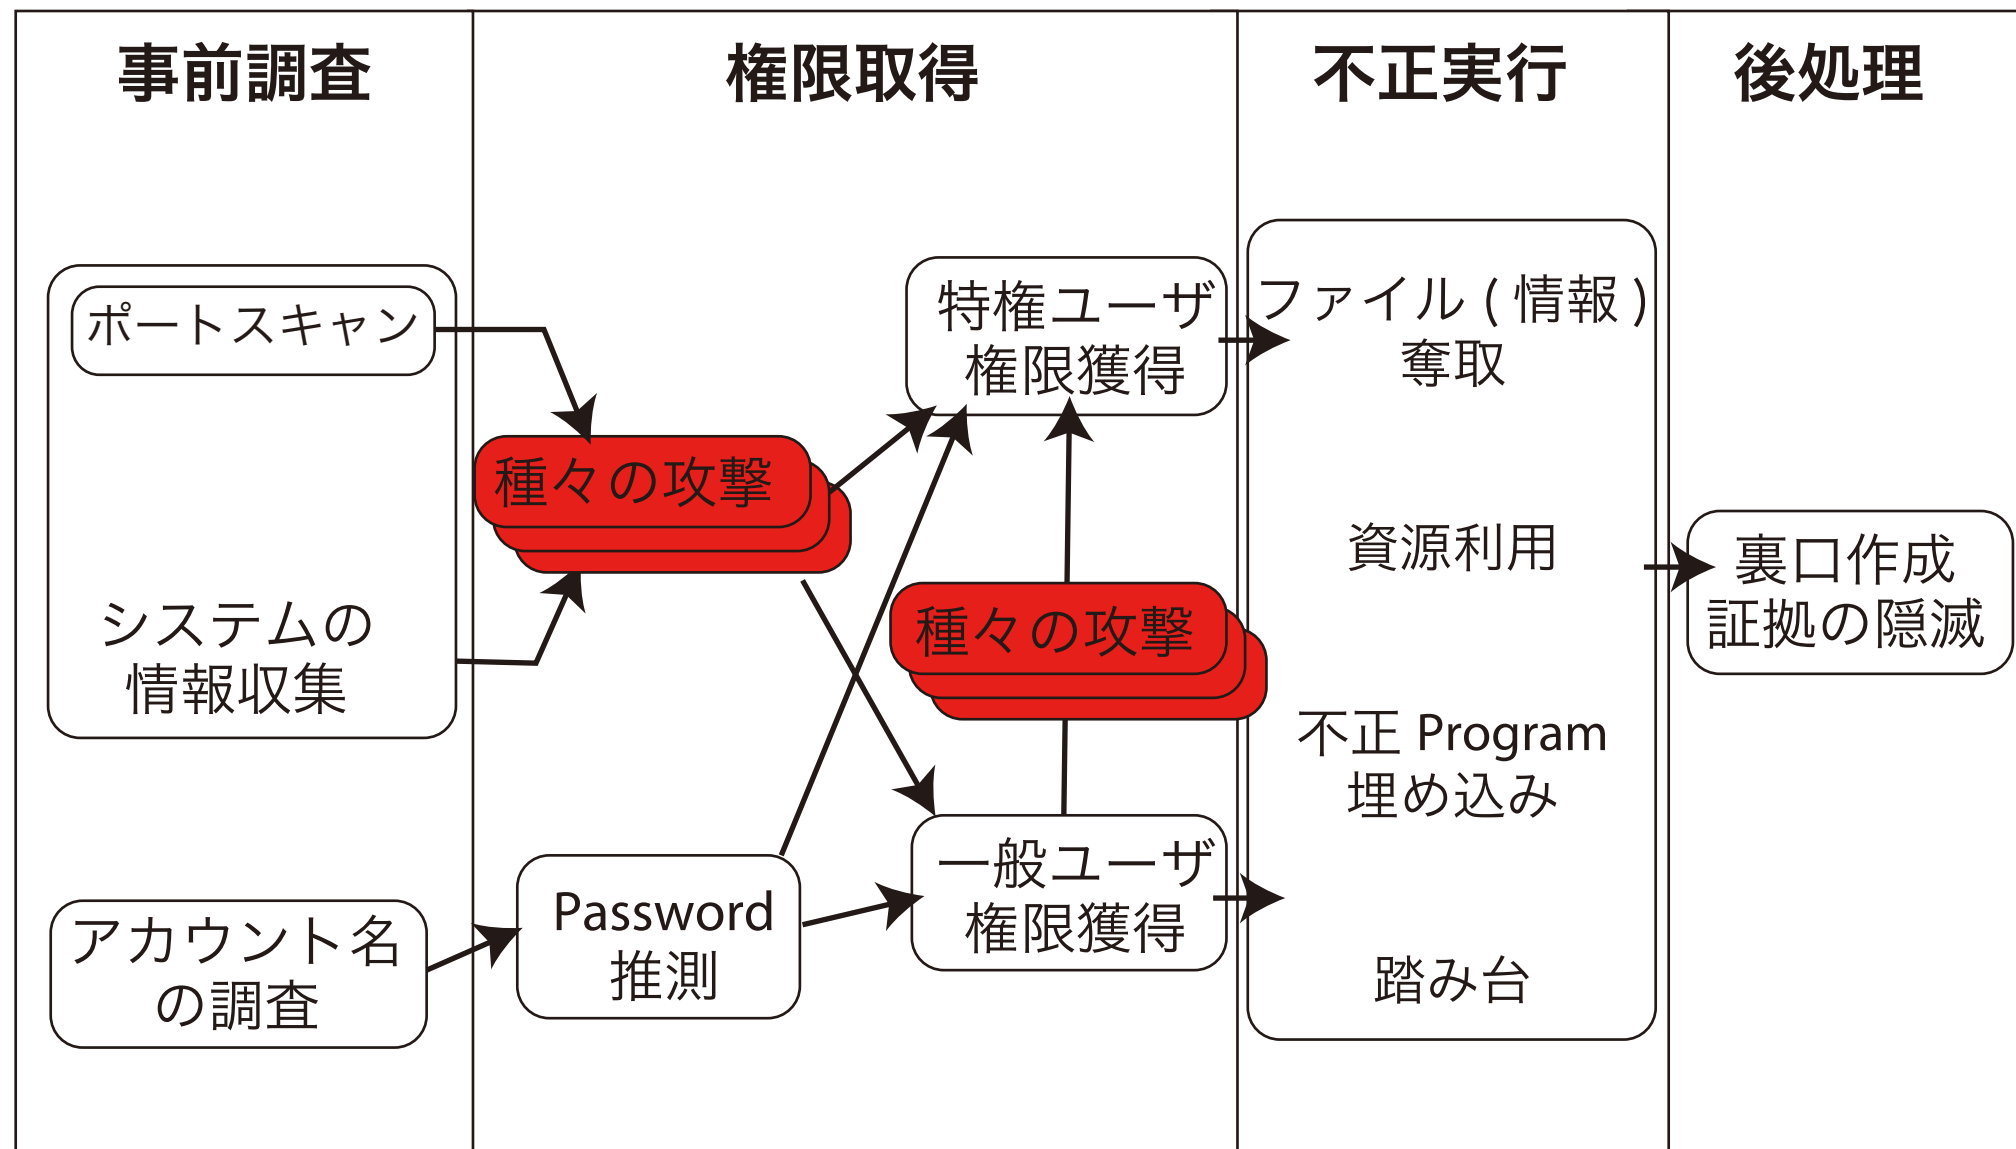 事前調査
権限取得
不正実行
後処理
ポートスキャン
システムの
情報収集
アカウント名
の調査
種々の攻撃
Password
推測
特権ユーザ
権限獲得
種々の攻撃
一般ユーザ
権限獲得
ファイル ( 情報 )
奪取
資源利用
不正 Program
埋め込み
踏み台
裏口作成
証拠の隠滅